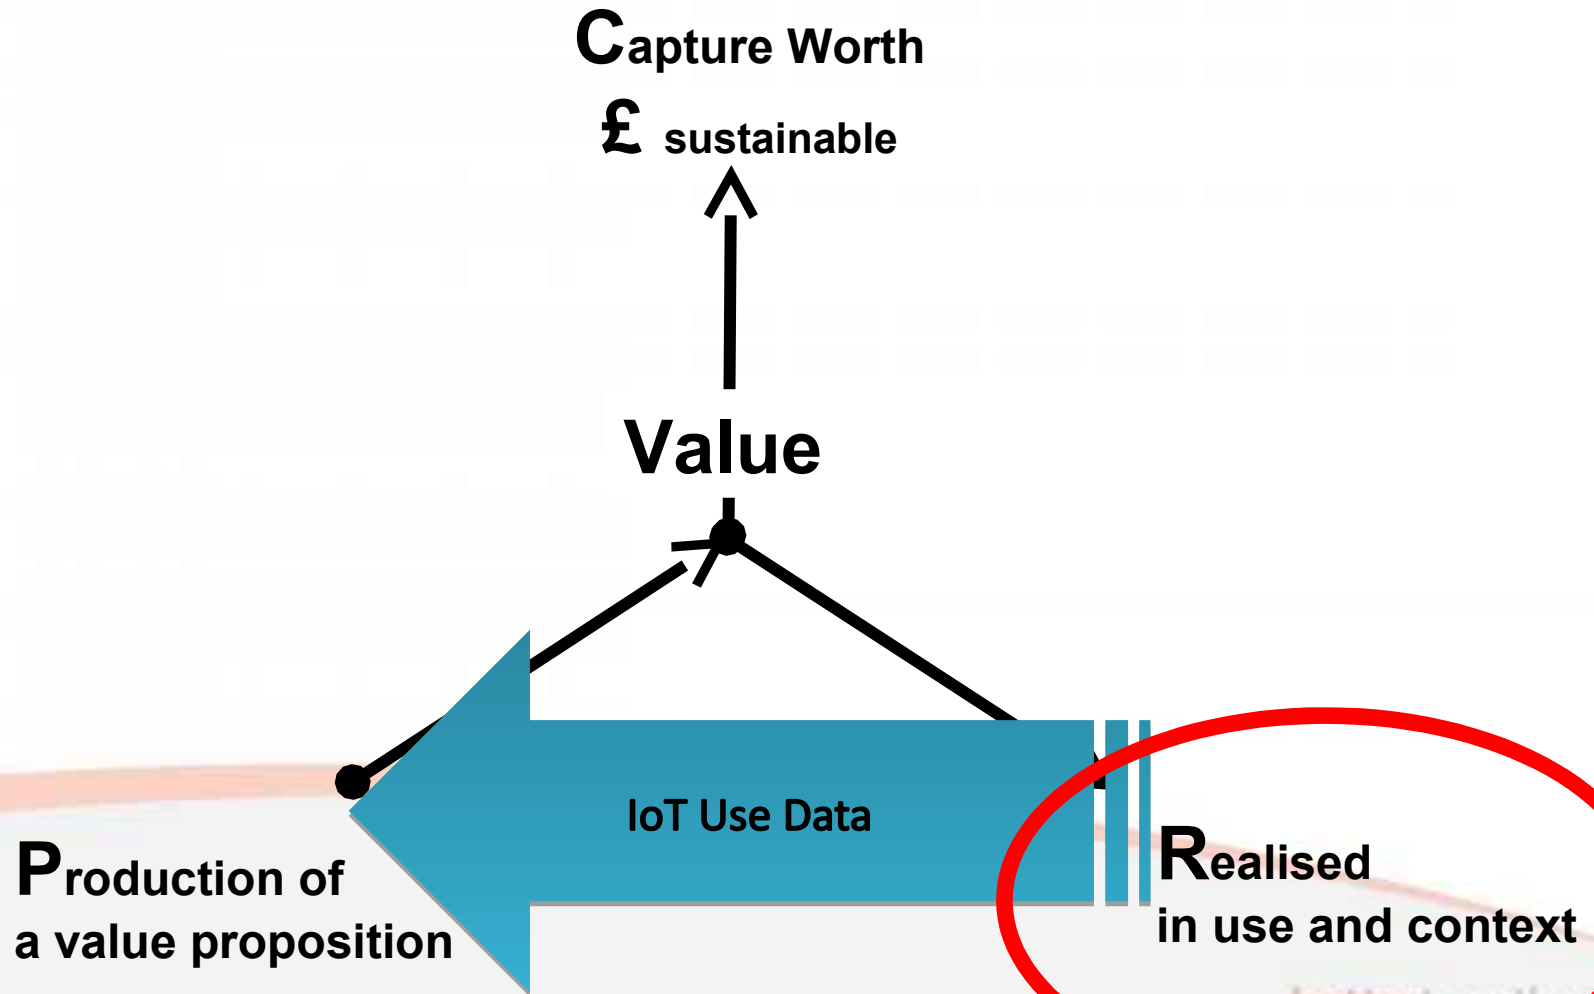 Capture Worth
£ sustainable
Value
IoT Use Data
Production of
a value proposition
Realised
in use and context